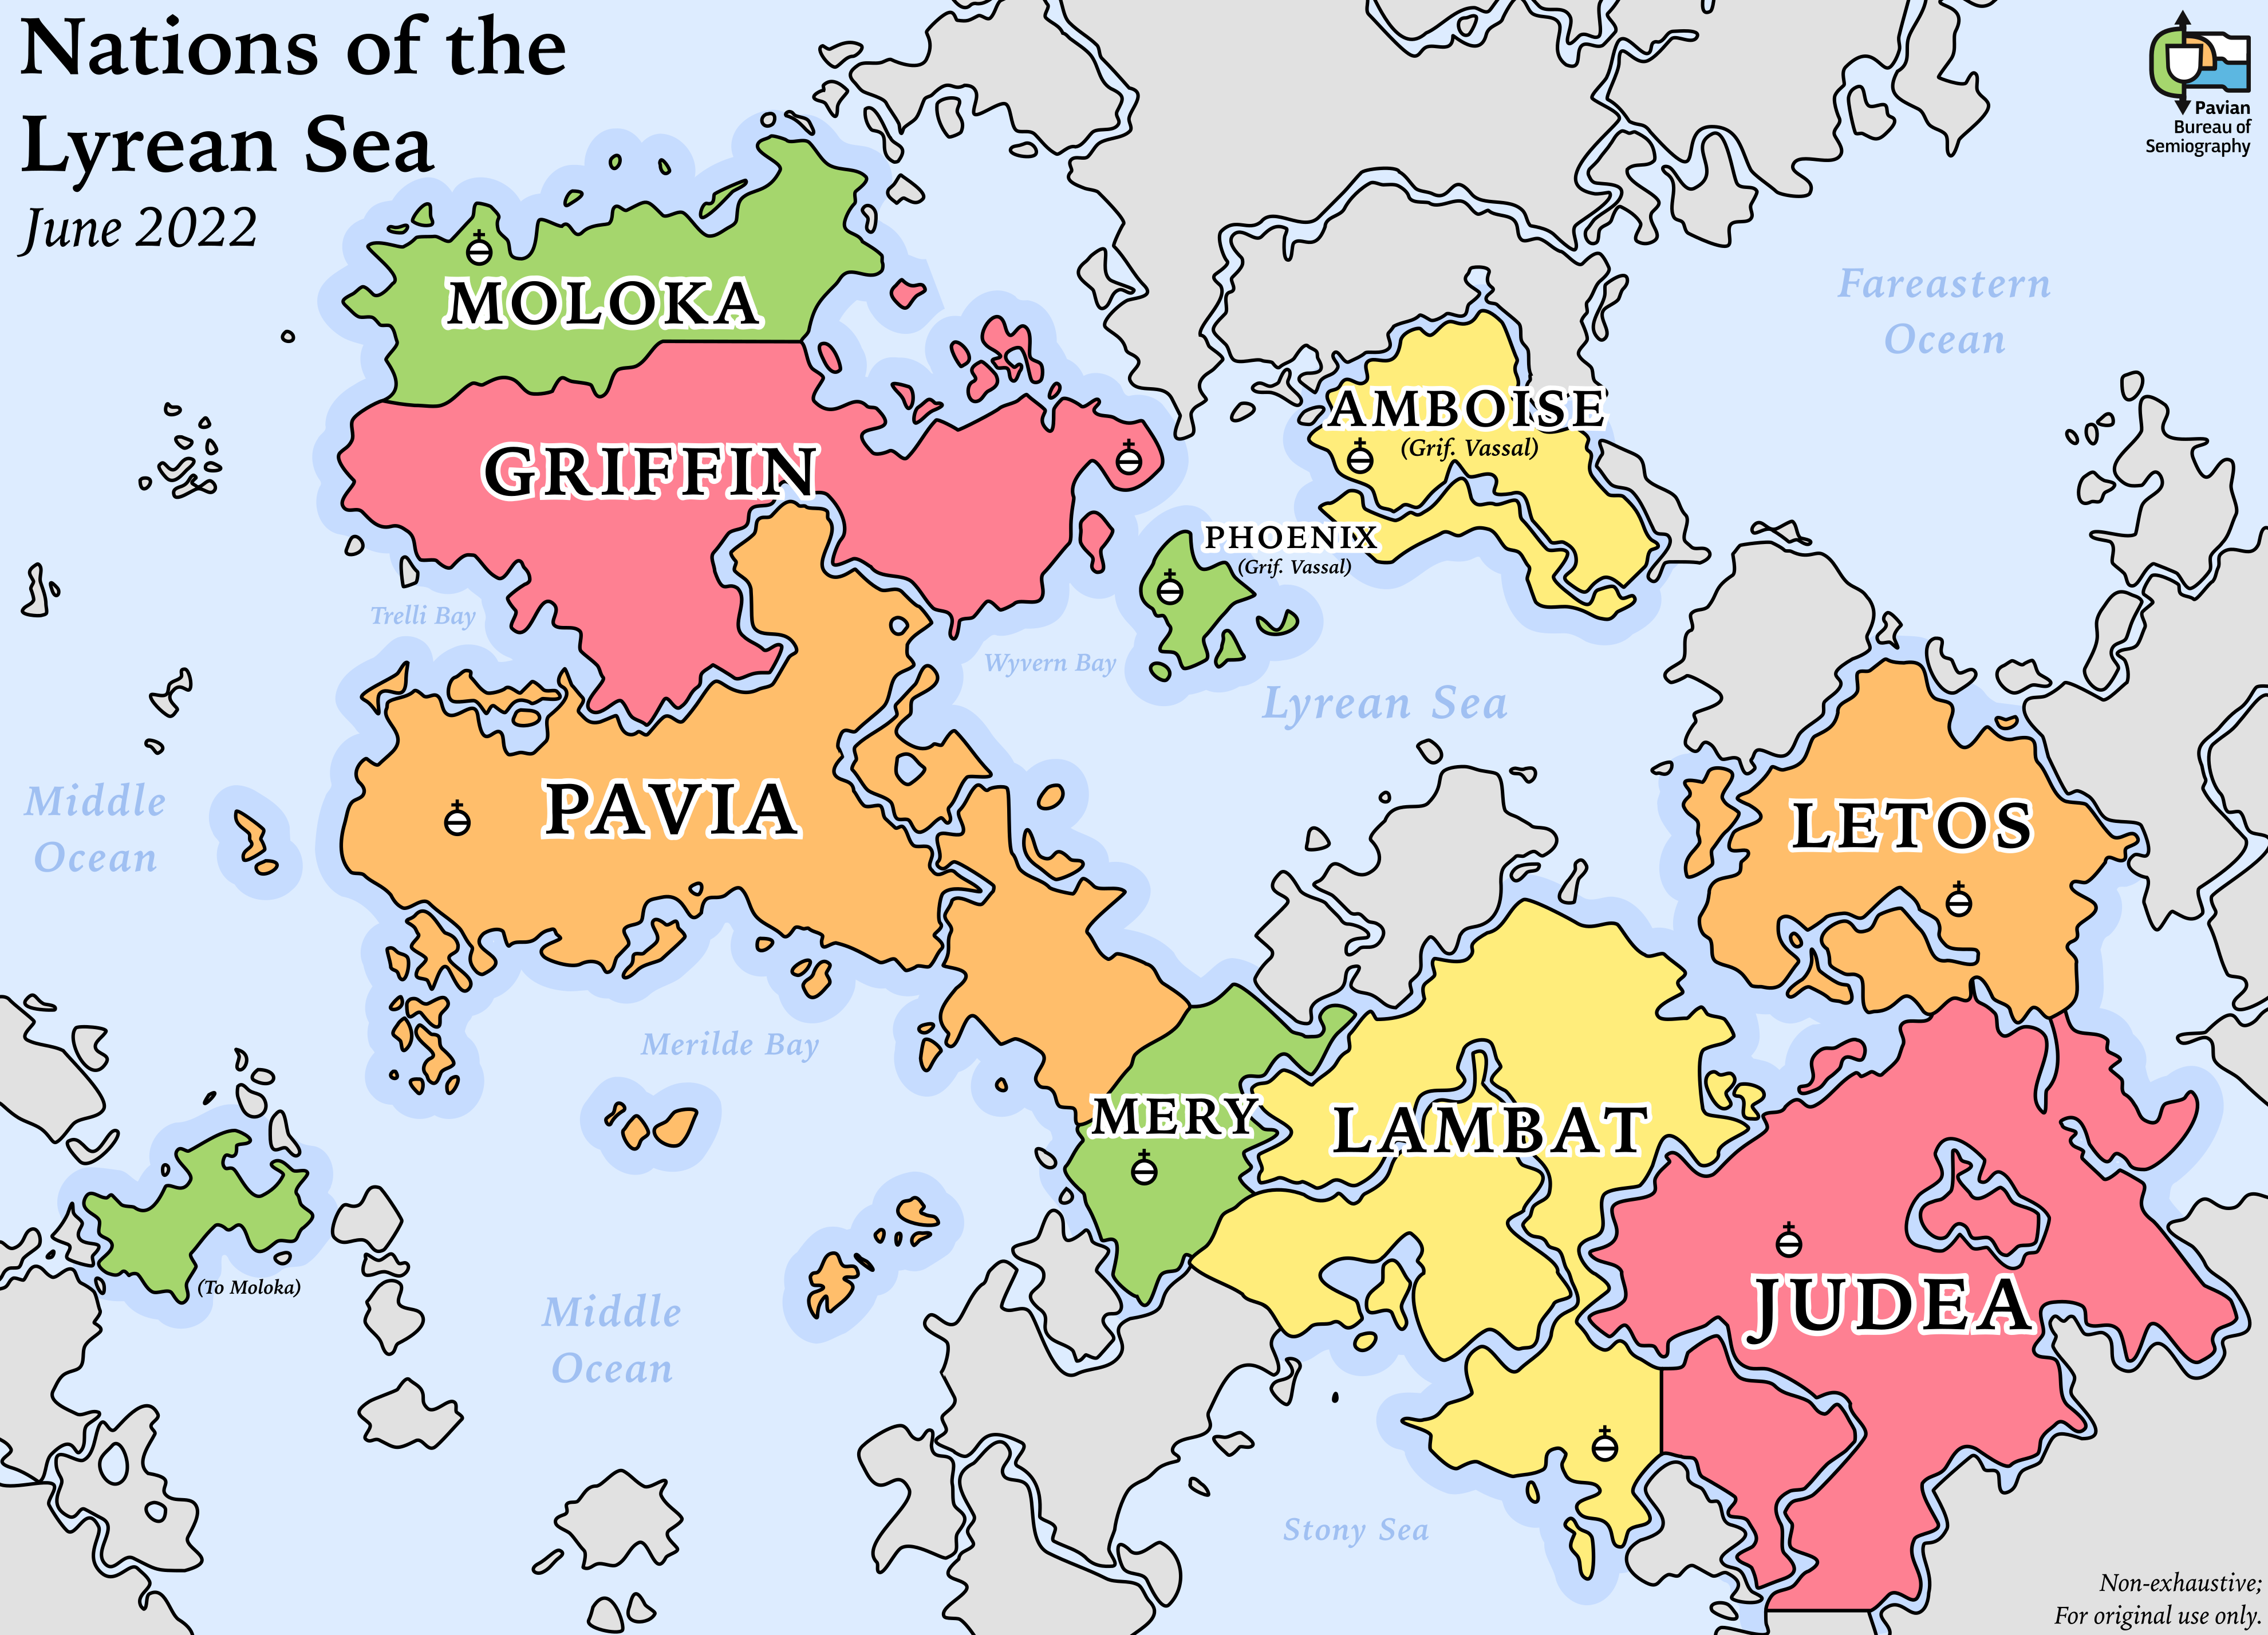 Nations of the
Lyrean Sea
June 2022
Pavian
Bureau of
Semiography
MOLOKA
Fareastern
Ocean
GRIFFIN
AMBOISE
(Grif. Vassal)
PHOENIX
(Grif. Vassal)
Trelli Bay
Wyvern Bay
Lyrean Sea
Middle
Ocean
PAVIA
LETOS
Merilde Bay
MERY
LAMBAT
(To Moloka)
Middle
Ocean
JUDEA
Stony Sea
Non-exhaustive;
For original use only.